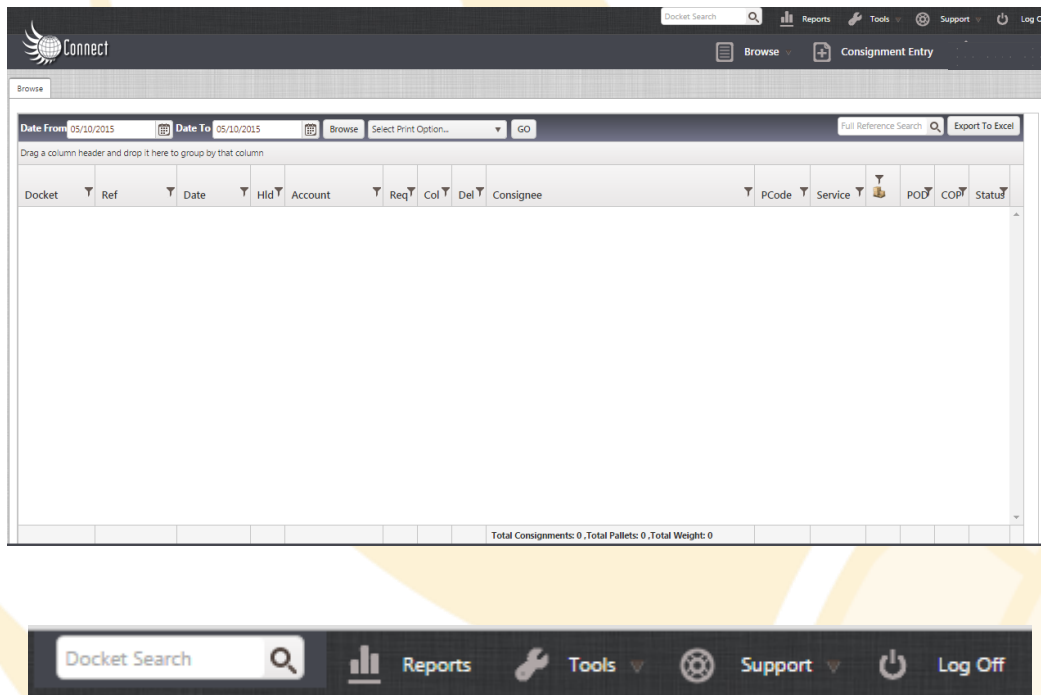 Docket Search Reports Tools Support Log O
Connect Browse Consignment Entry
Browse
Date From 05/10/2015 Date To 05/10/2015 Browse Select Print Option... GO Full Reference Search Export To Excel
Drag a column header and drop it here to group by that column
Docket Ref Date Hld Account Req Col Del Consignee PCode Service POD COP Status
Total Consignments: 0 ,Total Pallets: 0 ,Total Weight: 0
Docket Search Reports Tools Support Log Off